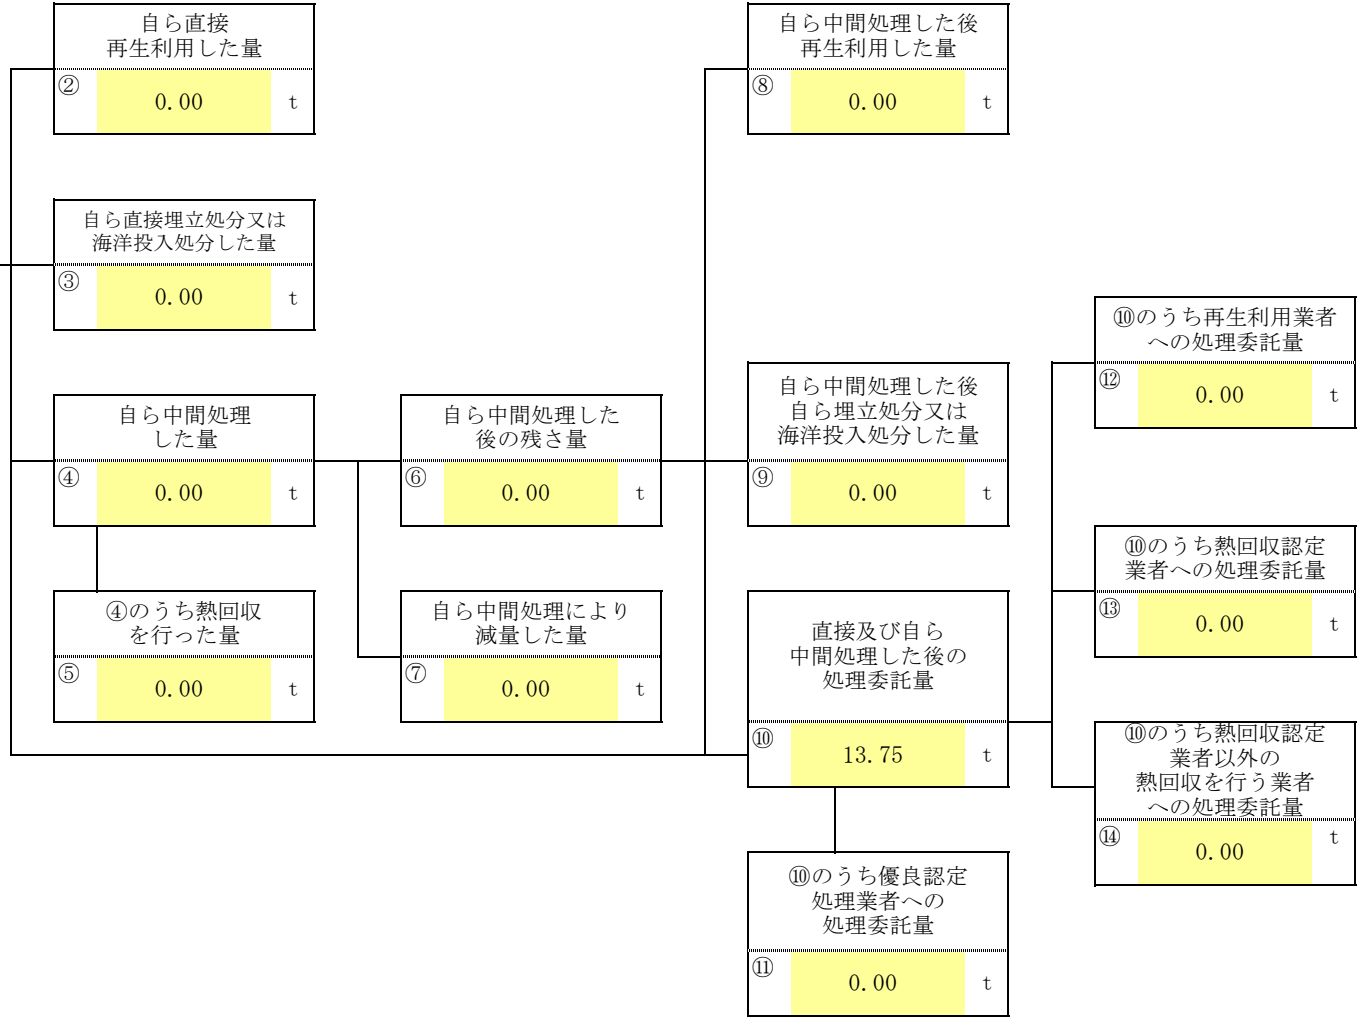 自ら直接
再生利用した量
②
0.00
t
自ら中間処理した後
再生利用した量
⑧
0.00
t
自ら直接埋立処分又は
海洋投入処分した量
③
0.00
t
⑩のうち再生利用業者
への処理委託量
⑫
0.00
t
自ら中間処理
した量
④
0.00
t
自ら中間処理した
後の残さ量
⑥
0.00
t
自ら中間処理した後
自ら埋立処分又は
海洋投入処分した量
⑨
0.00
t
⑩のうち熱回収認定
業者への処理委託量
⑬
0.00
t
④のうち熱回収
を行った量
⑤
0.00
t
自ら中間処理により
減量した量
⑦
0.00
t
直接及び自ら
中間処理した後の
処理委託量
⑩
13.75
t
⑩のうち熱回収認定
業者以外の
熱回収を行う業者
への処理委託量
⑭
0.00
t
⑩のうち優良認定
処理業者への
処理委託量
⑪
0.00
t